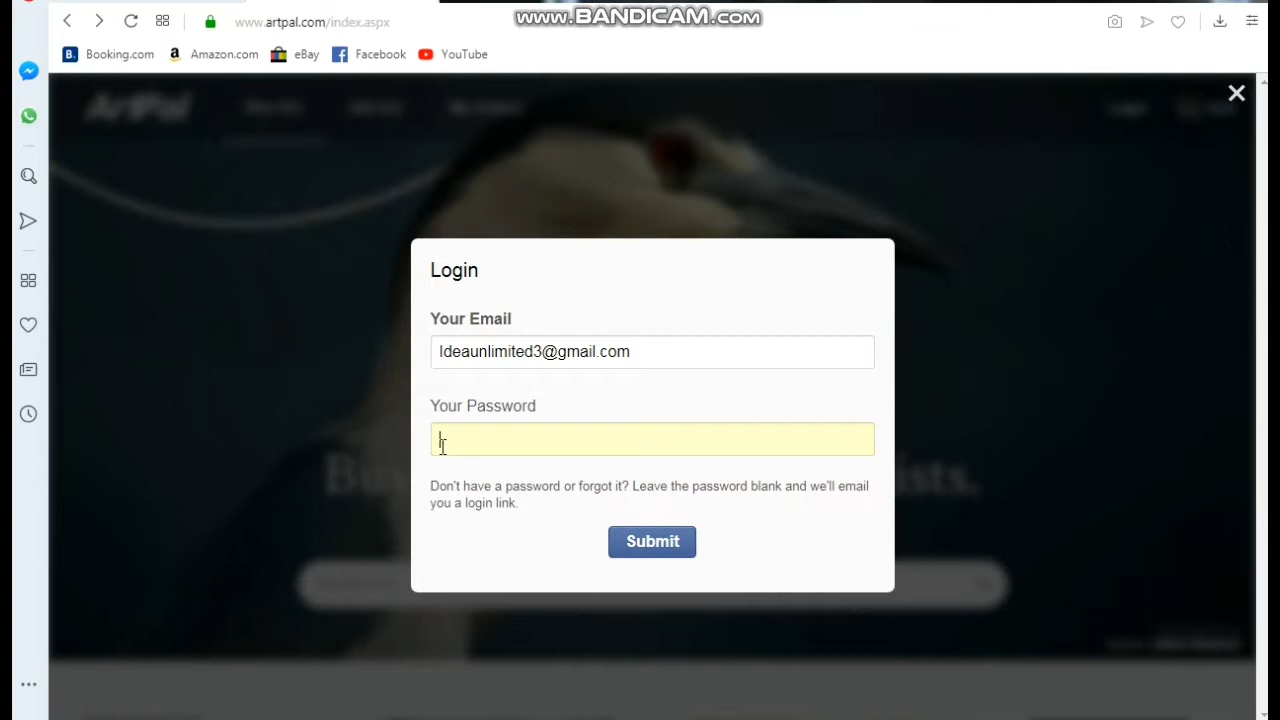 www.BANDICAM.com
www.artpal.com/index.aspx
B. Booking.com a Amazon.com eBay Facebook YouTube
ArtPal
Login
Login
Your Email
Ideaunlimited3@gmail.com
Your Password
Don't have a password or forgot it? Leave the password blank and we'll email
you a login link.
Submit